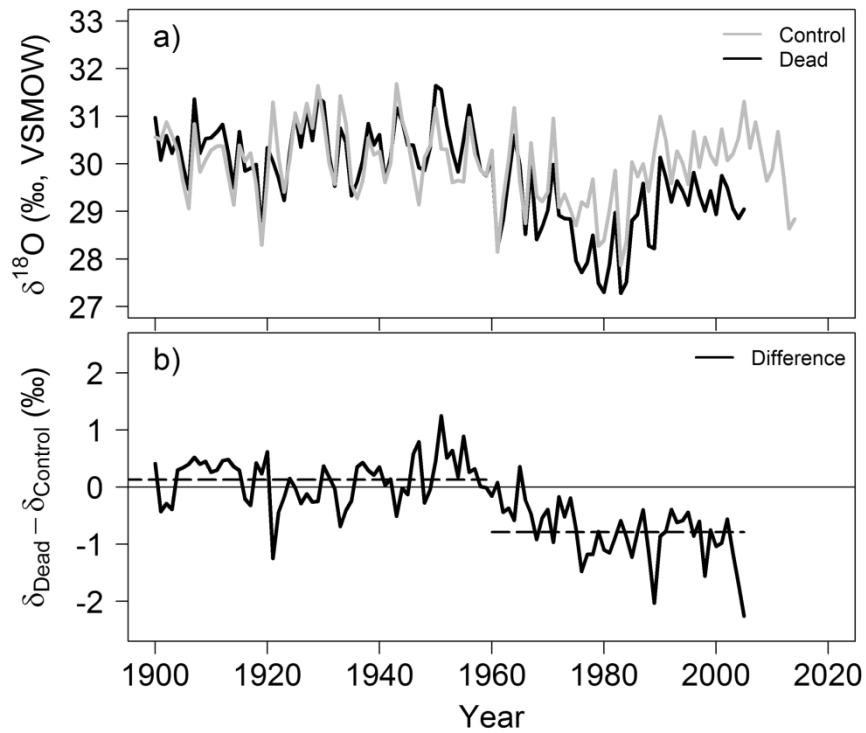 a)
Control
Dead
33
32
31
30
29
28
27
δ¹⁸O (‰, VSMOW)
b)
Difference
2
1
0
-1
-2
δDead − δControl (‰)
1900 1920 1940 1960 1980 2000 2020
Year